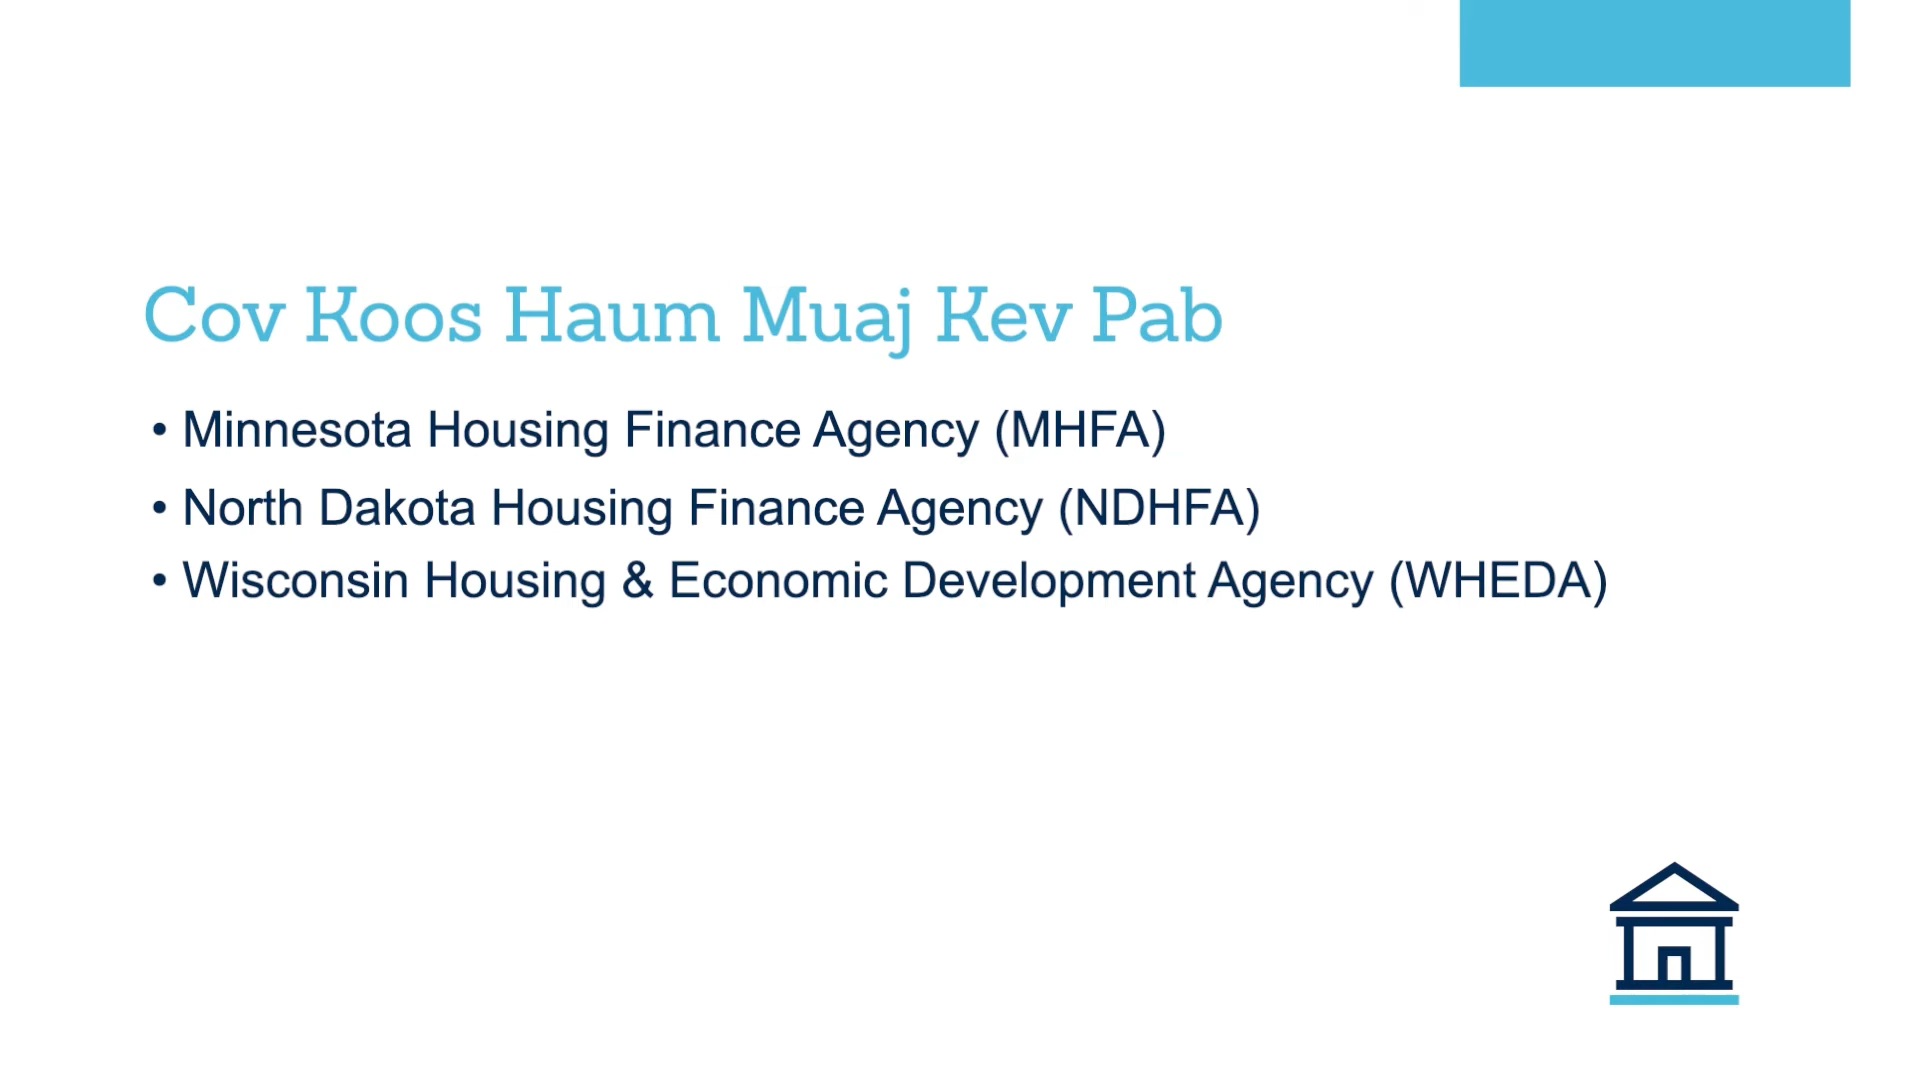 Cov Koos Haum Muaj Kev Pab
• Minnesota Housing Finance Agency (MHFA)
• North Dakota Housing Finance Agency (NDHFA)
• Wisconsin Housing & Economic Development Agency (WHEDA)